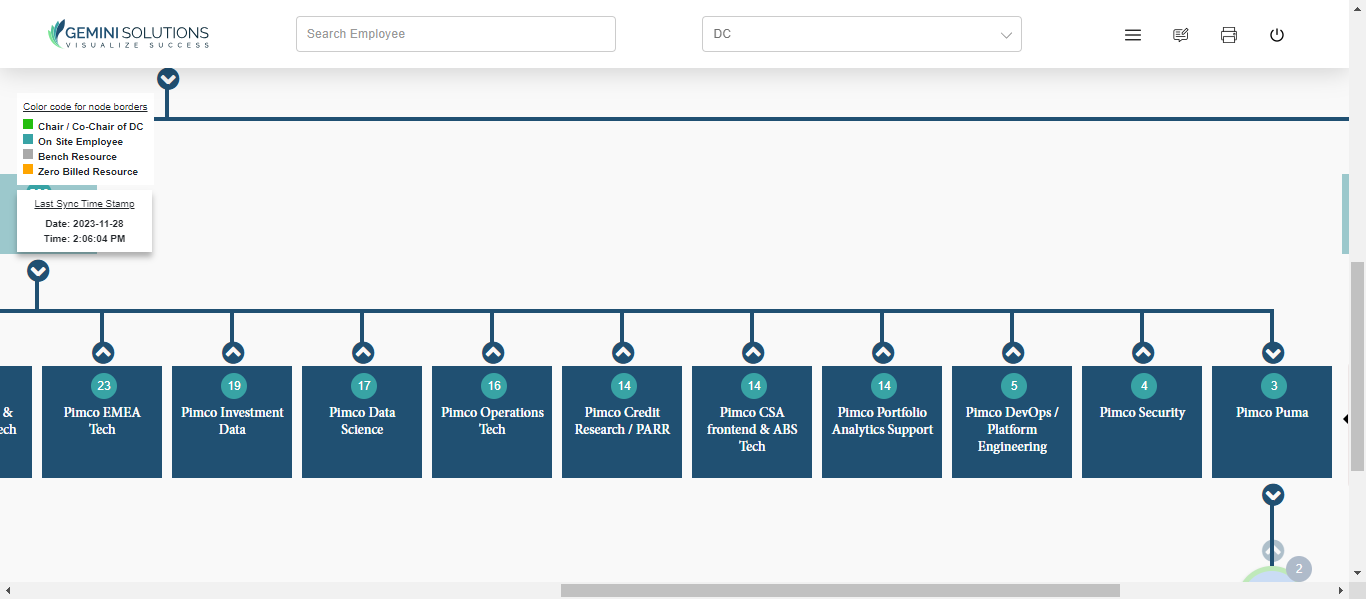 GEMINI SOLUTIONS
VISUALIZE SUCCESS
Search Employee
DC
Color code for node borders
Chair / Co-Chair of DC
On Site Employee
Bench Resource
Zero Billed Resource
Last Sync Time Stamp
Date: 2023-11-28
Time: 2:06:04 PM
&
ech
23
Pimco EMEA
Tech
19
Pimco Investment
Data
17
Pimco Data
Science
16
Pimco Operations
Tech
14
Pimco Credit
Research / PARR
14
Pimco CSA
frontend & ABS
Tech
14
Pimco Portfolio
Analytics Support
5
Pimco DevOps /
Platform
Engineering
4
Pimco Security
3
Pimco Puma
2